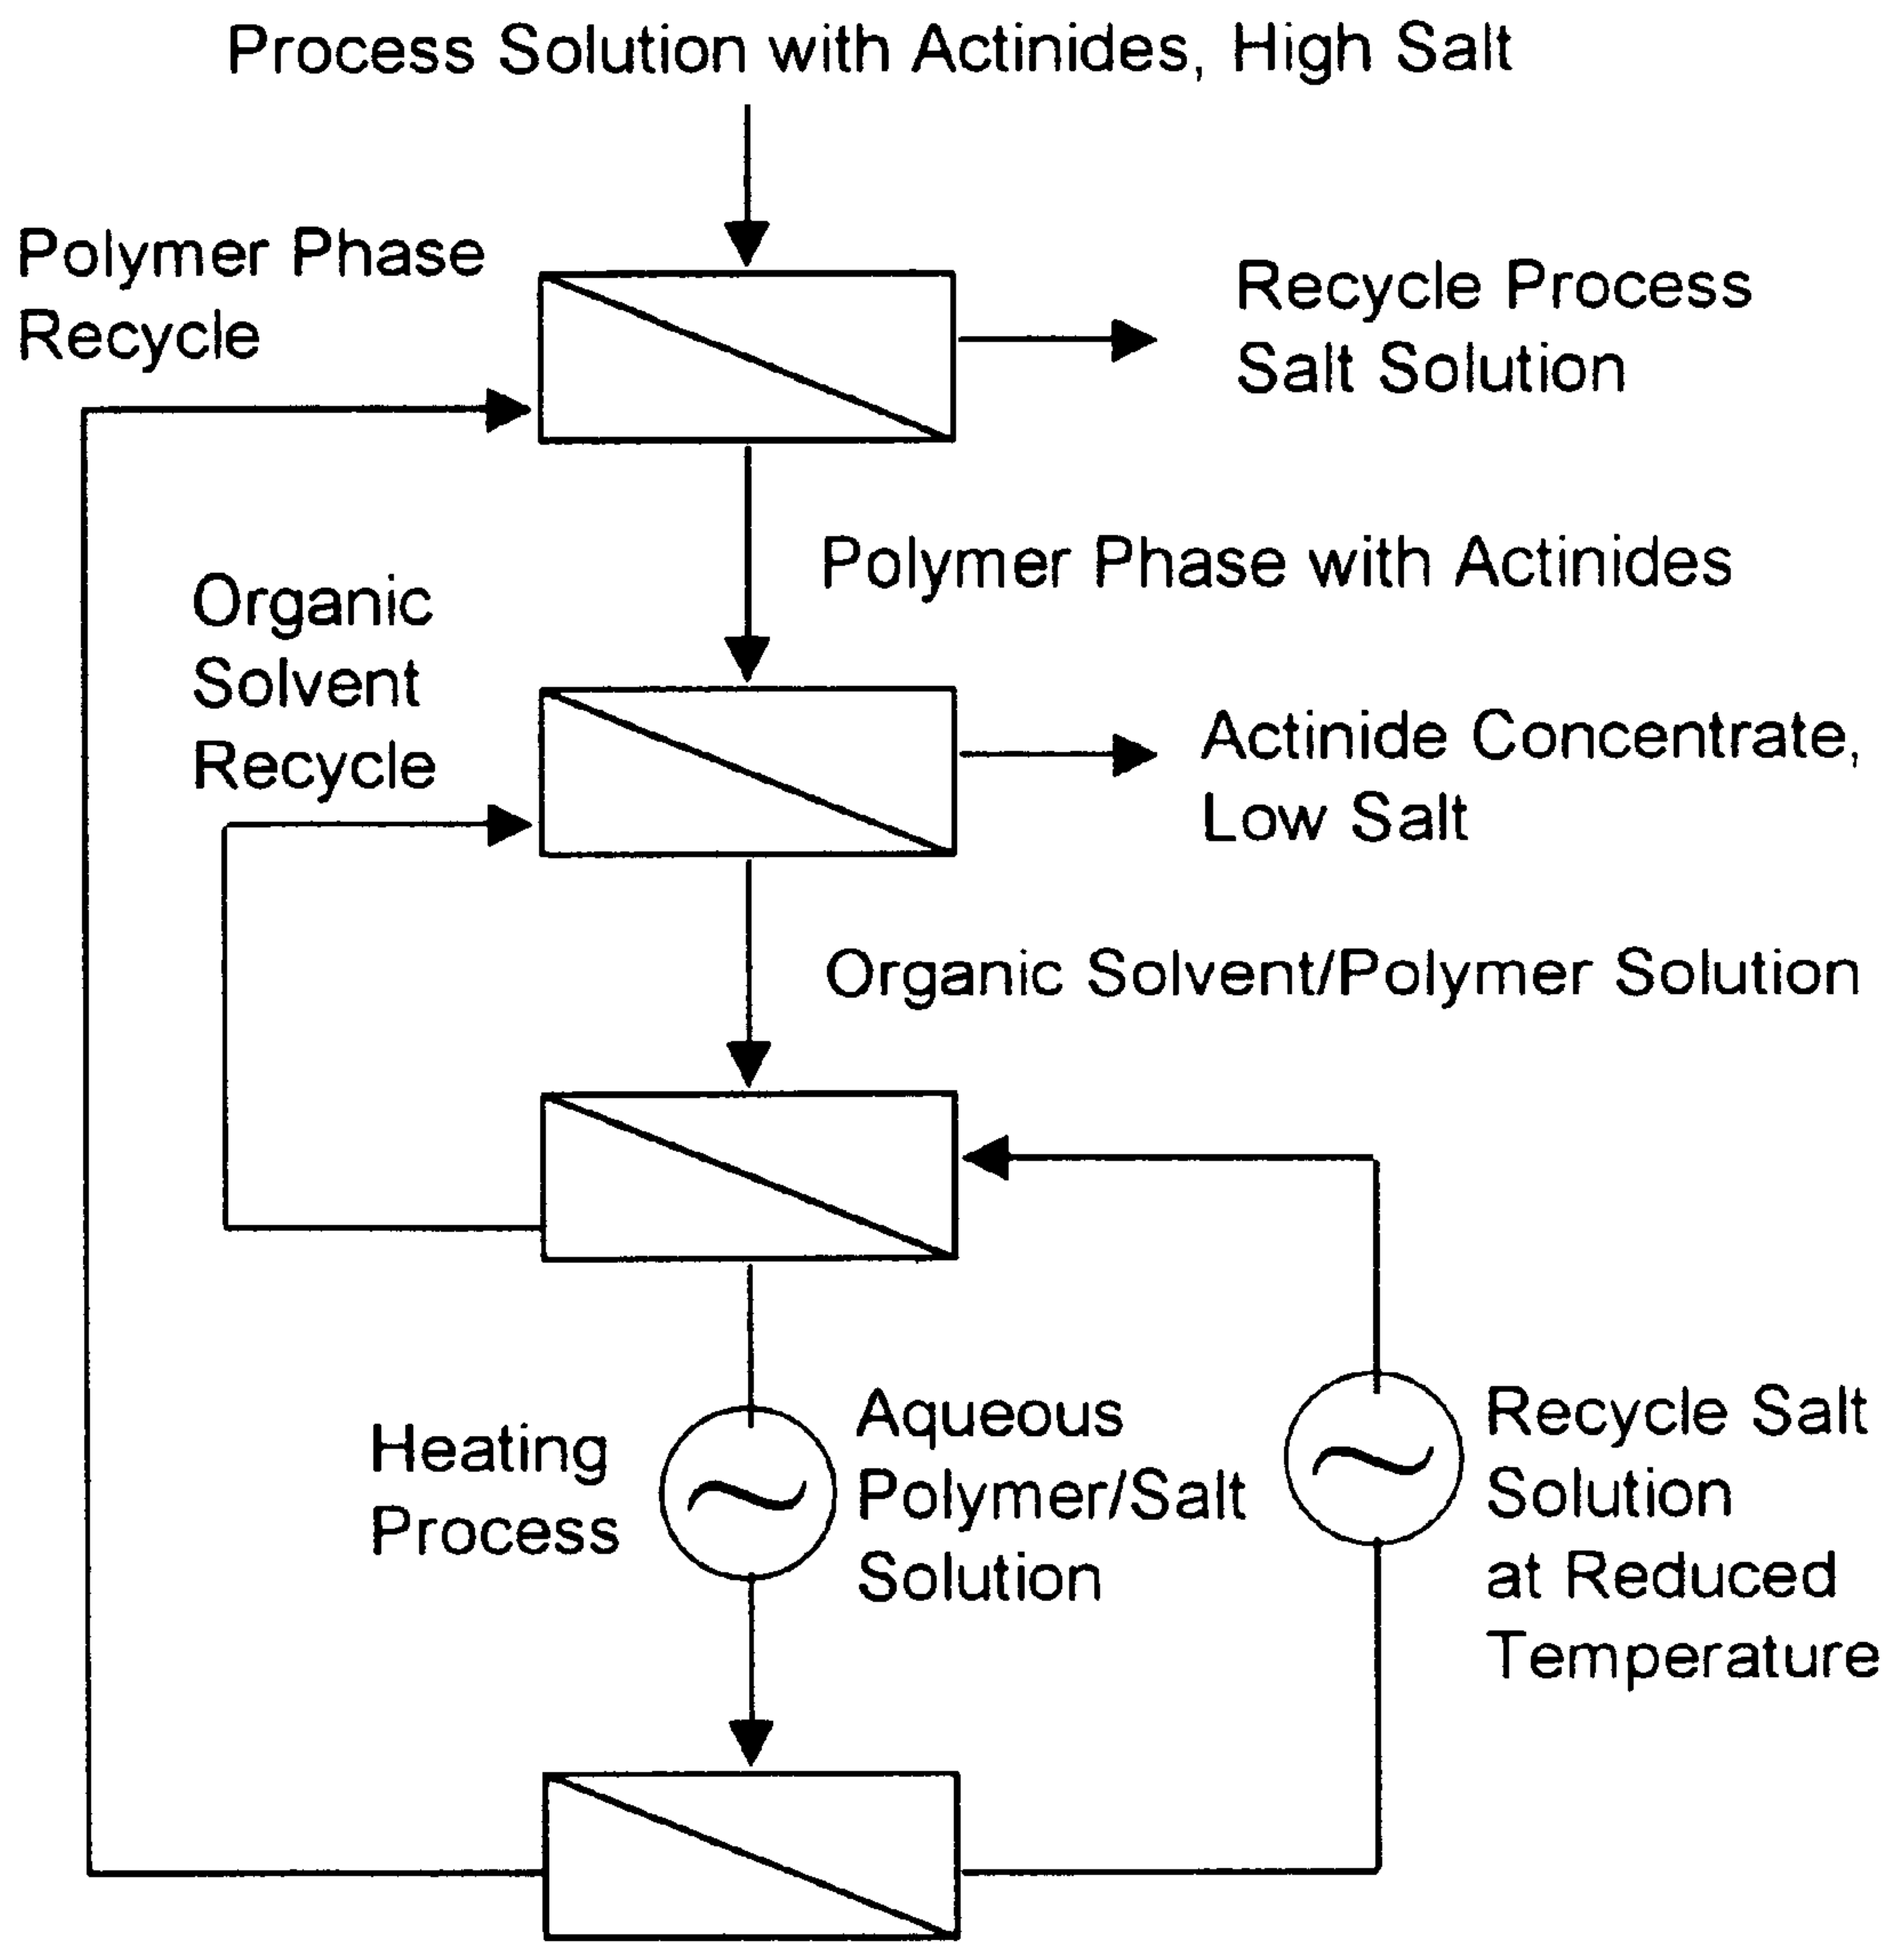 Process Solution with Actinides, High Salt
Polymer Phase
Recycle
Recycle Process
Salt Solution
Polymer Phase with Actinides
Organic
Solvent
Recycle
Actinide Concentrate,
Low Salt
Organic Solvent/Polymer Solution
Heating
Process
Aqueous
Polymer/Salt
Solution
Recycle Salt
Solution
at Reduced
Temperature